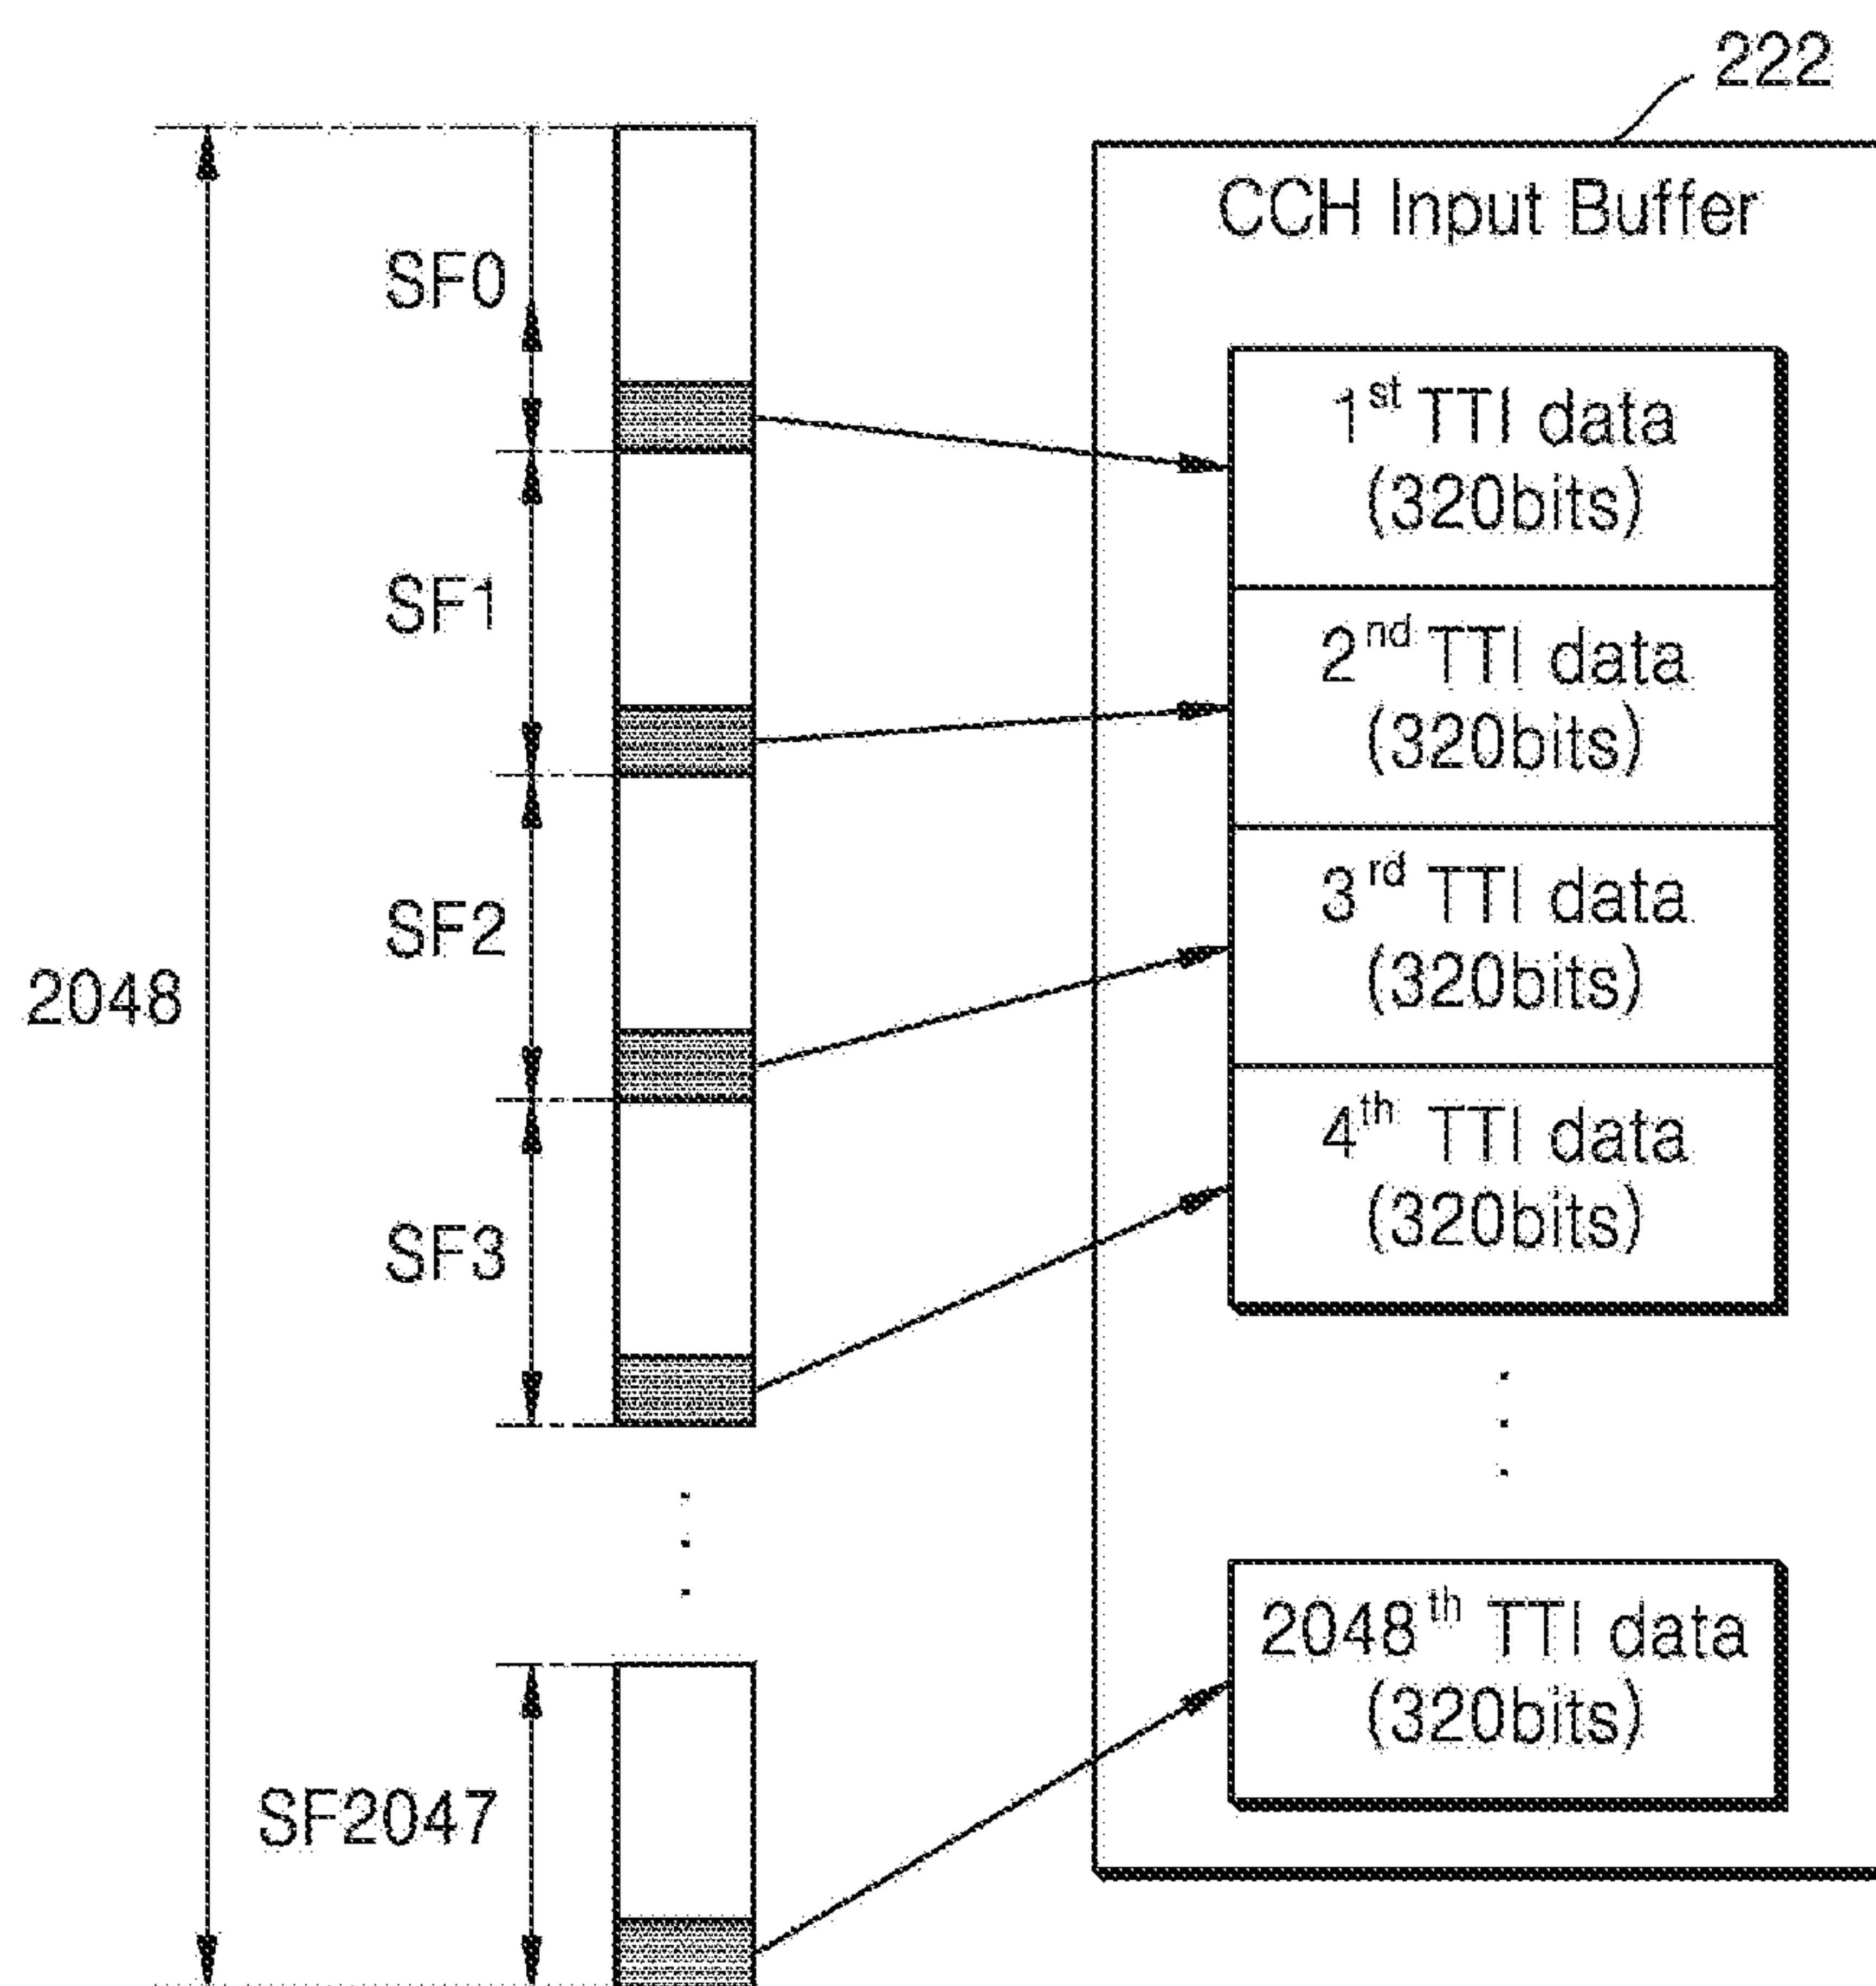 222
CCH Input Buffer
SF0
1st TTI data
(320bits)
SF1
2nd TTI data
(320bits)
SF2
3rd TTI data
(320bits)
2048
4th TTI data
(320bits)
SF3
2048th TTI data
(320bits)
SF2047